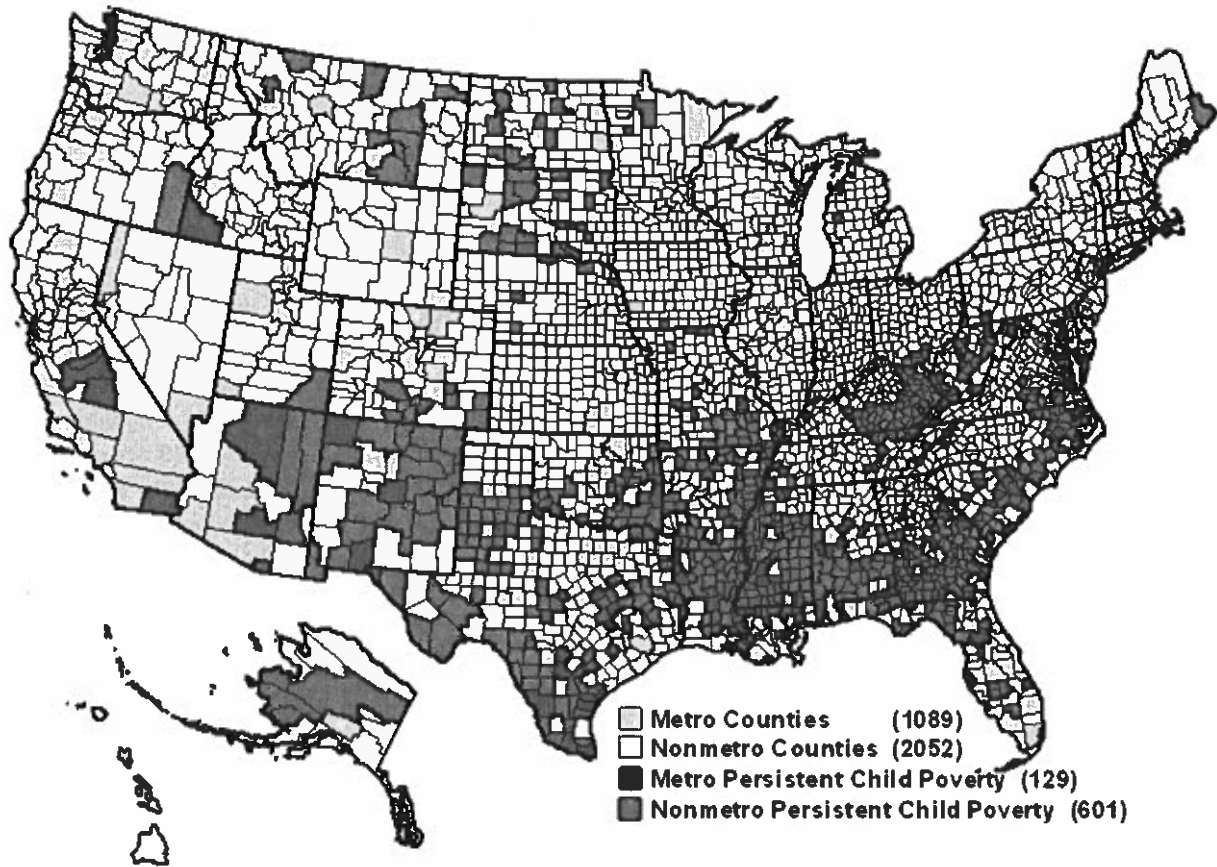 Metro Counties (1089)
Nonmetro Counties (2052)
Metro Persistent Child Poverty (129)
Nonmetro Persistent Child Poverty (601)